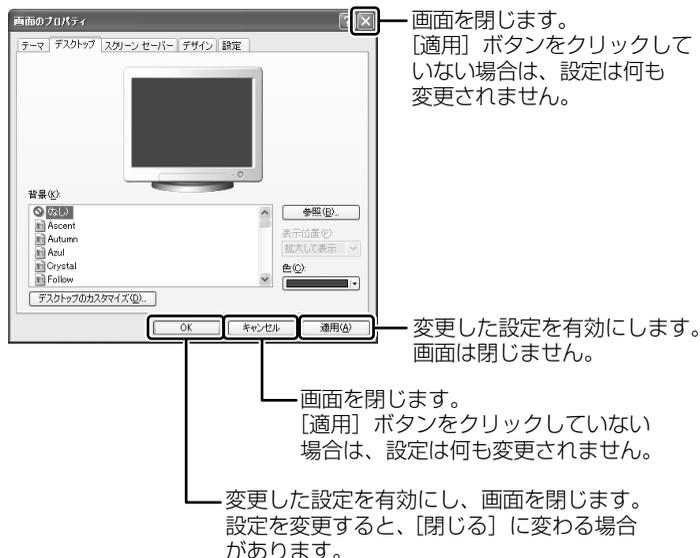 画面のプロパティ
?
テーマ デスクトップ スクリーン セーバー デザイン 設定
背景(K):
(なし)
Ascent
Autumn
Azul
Crystal
Follow
参照(B)...
表示位置(P):
拡大して表示
色(C):
デスクトップのカスタマイズ(D)...
OK キャンセル 適用(A)
画面を閉じます。
[適用] ボタンをクリックして
いない場合は、設定は何も
変更されません。
変更した設定を有効にします。
画面は閉じません。
画面を閉じます。
[適用] ボタンをクリックしていない
場合は、設定は何も変更されません。
変更した設定を有効にし、画面を閉じます。
設定を変更すると、[閉じる] に変わる場合
があります。